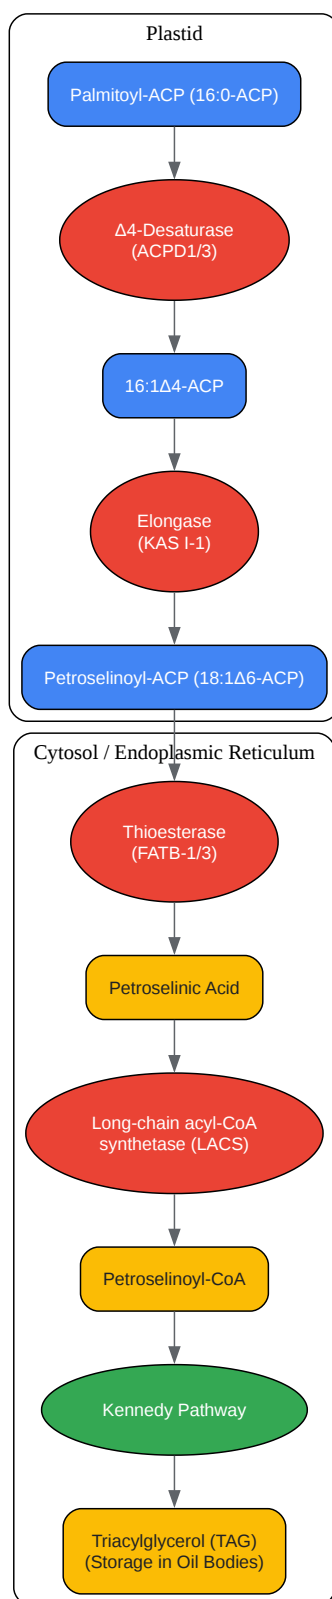 Plastid
Palmitoyl-ACP (16:0-ACP)
Δ4-Desaturase
(ACPD1/3)
16:1Δ4-ACP
Elongase
(KAS I-1)
Petroselinoyl-ACP (18:1Δ6-ACP)
Cytosol / Endoplasmic Reticulum
Thioesterase
(FATB-1/3)
Petroselinic Acid
Long-chain acyl-CoA
synthetase (LACS)
Petroselinoyl-CoA
Kennedy Pathway
Triacylglycerol (TAG)
(Storage in Oil Bodies)